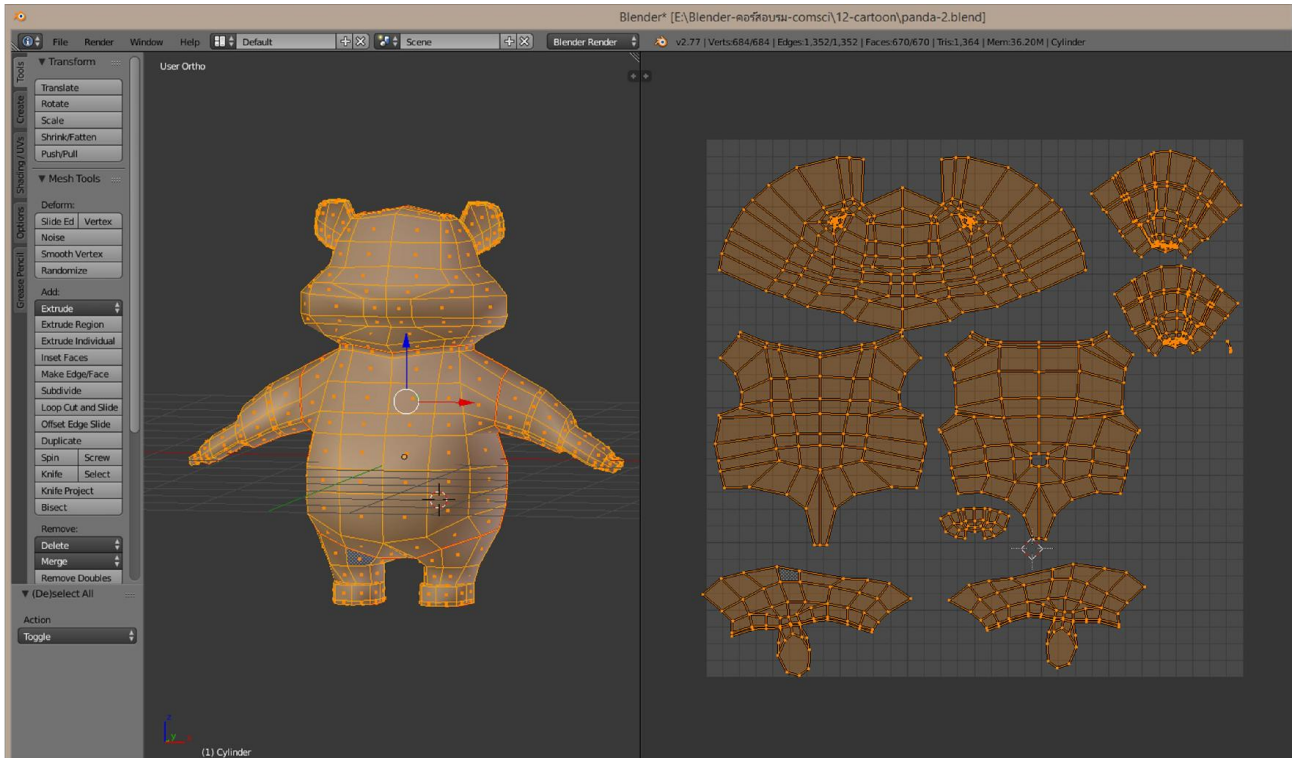 Blender* [E:\Blender-คอร์สอบรม-comsci\12-cartoon\panda-2.blend]
File Render Window Help Default Scene Blender Render v2.77 | Verts:684/684 | Edges:1,352/1,352 | Faces:670/670 | Tris:1,364 | Mem:36.20M | Cylinder
Tools
Create
Shading / UVs
Options
Grease Pencil
Transform
Translate
Rotate
Scale
Shrink/Fatten
Push/Pull
Mesh Tools
Deform:
Slide Ed Vertex
Noise
Smooth Vertex
Randomize
Add:
Extrude
Extrude Region
Extrude Individual
Inset Faces
Make Edge/Face
Subdivide
Loop Cut and Slide
Offset Edge Slide
Duplicate
Spin Screw
Knife Select
Knife Project
Bisect
Remove:
Delete
Merge
Remove Doubles
(De)select All
Action
Toggle
User Ortho
z
y
(1) Cylinder